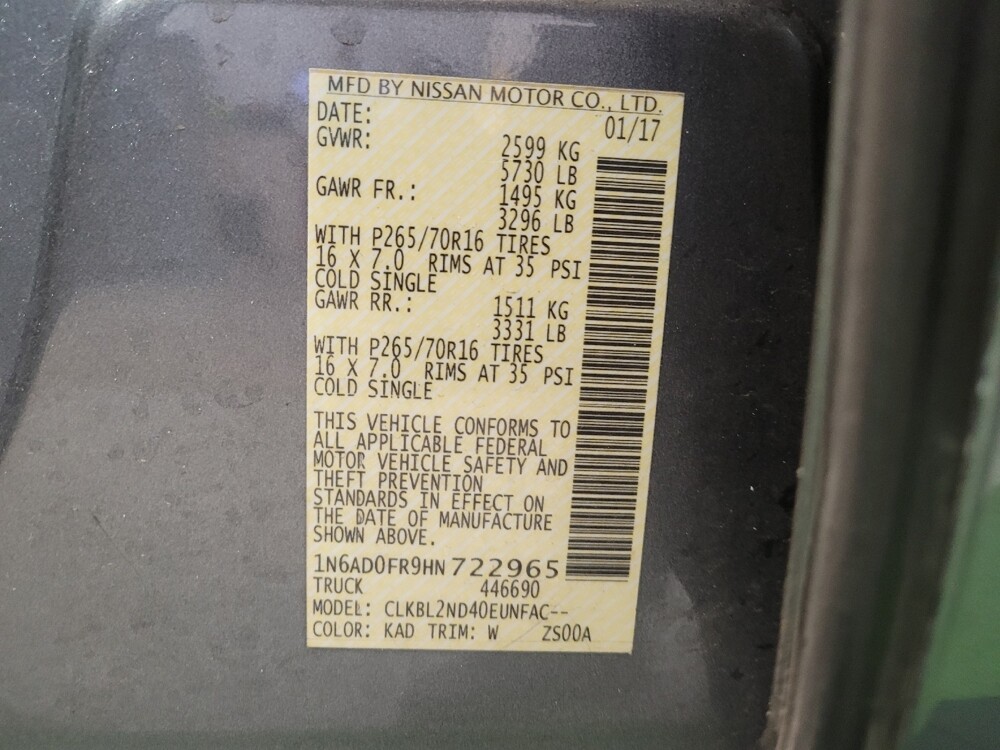 MFD BY NISSAN MOTOR CO., LTD.
DATE: 01/17
GVWR: 2599 KG
5730 LB
GAWR FR.: 1495 KG
3296 LB
WITH P265/70R16 TIRES
16 X 7.0 RIMS AT 35 PSI
COLD SINGLE
GAWR RR.: 1511 KG
3331 LB
WITH P265/70R16 TIRES
16 X 7.0 RIMS AT 35 PSI
COLD SINGLE
THIS VEHICLE CONFORMS TO
ALL APPLICABLE FEDERAL
MOTOR VEHICLE SAFETY AND
THEFT PREVENTION
STANDARDS IN EFFECT ON
THE DATE OF MANUFACTURE
SHOWN ABOVE.
1N6AD0FR9HN722965
TRUCK 446690
MODEL: CLKBL2ND40EUNFAC--
COLOR: KAD TRIM: W ZS00A